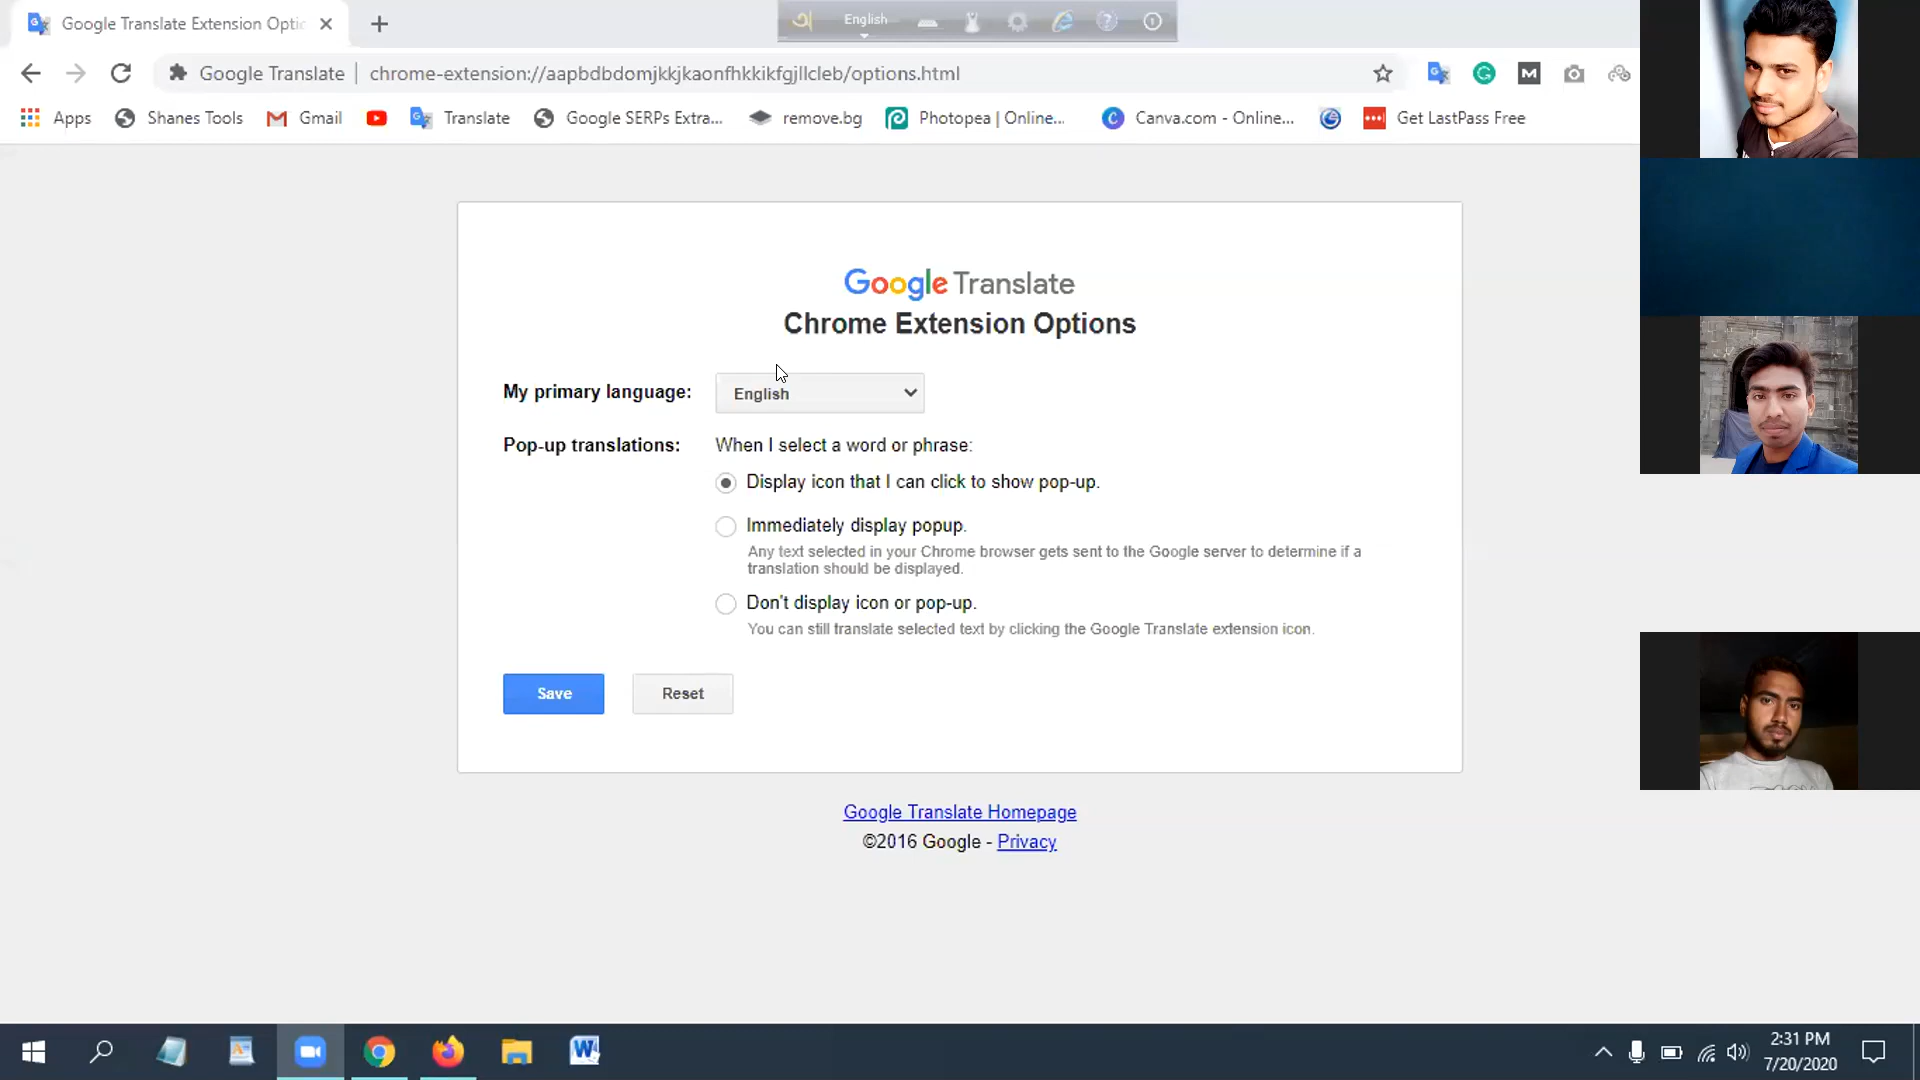 Google Translate Extension Optic
English
Google Translate
chrome-extension://aapbdbdomjkkjkaonfhkkikfgjllcleb/options.html
Apps
Shanes Tools
Gmail
Translate
Google SERPs Extra...
remove.bg
Photopea | Online...
Canva.com - Online...
Get LastPass Free
Google Translate
Chrome Extension Options
My primary language:
English
Pop-up translations:
When I select a word or phrase:
Display icon that I can click to show pop-up.
Immediately display popup.
Any text selected in your Chrome browser gets sent to the Google server to determine if a
translation should be displayed.
Don't display icon or pop-up.
You can still translate selected text by clicking the Google Translate extension icon.
Save
Reset
Google Translate Homepage
©2016 Google - Privacy
2:31 PM
7/20/2020